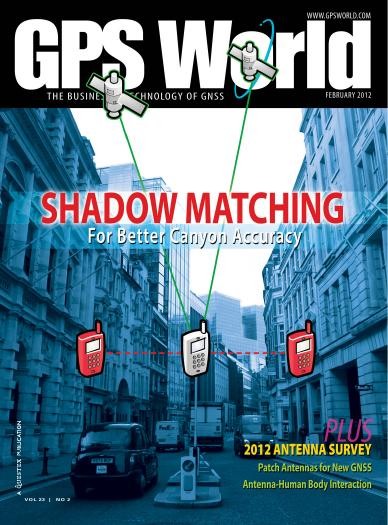 WWW.GPSWORLD.COM
GPS World
THE BUSINE TECHNOLOGY OF GNSS
FEBRUARY 2012
SHADOW MATCHING
For Better Canyon Accuracy
PLUS
2012 ANTENNA SURVEY
Patch Antennas for New GNSS
Antenna-Human Body Interaction
A QUESTEX PUBLICATION
VOL 23 | NO 2